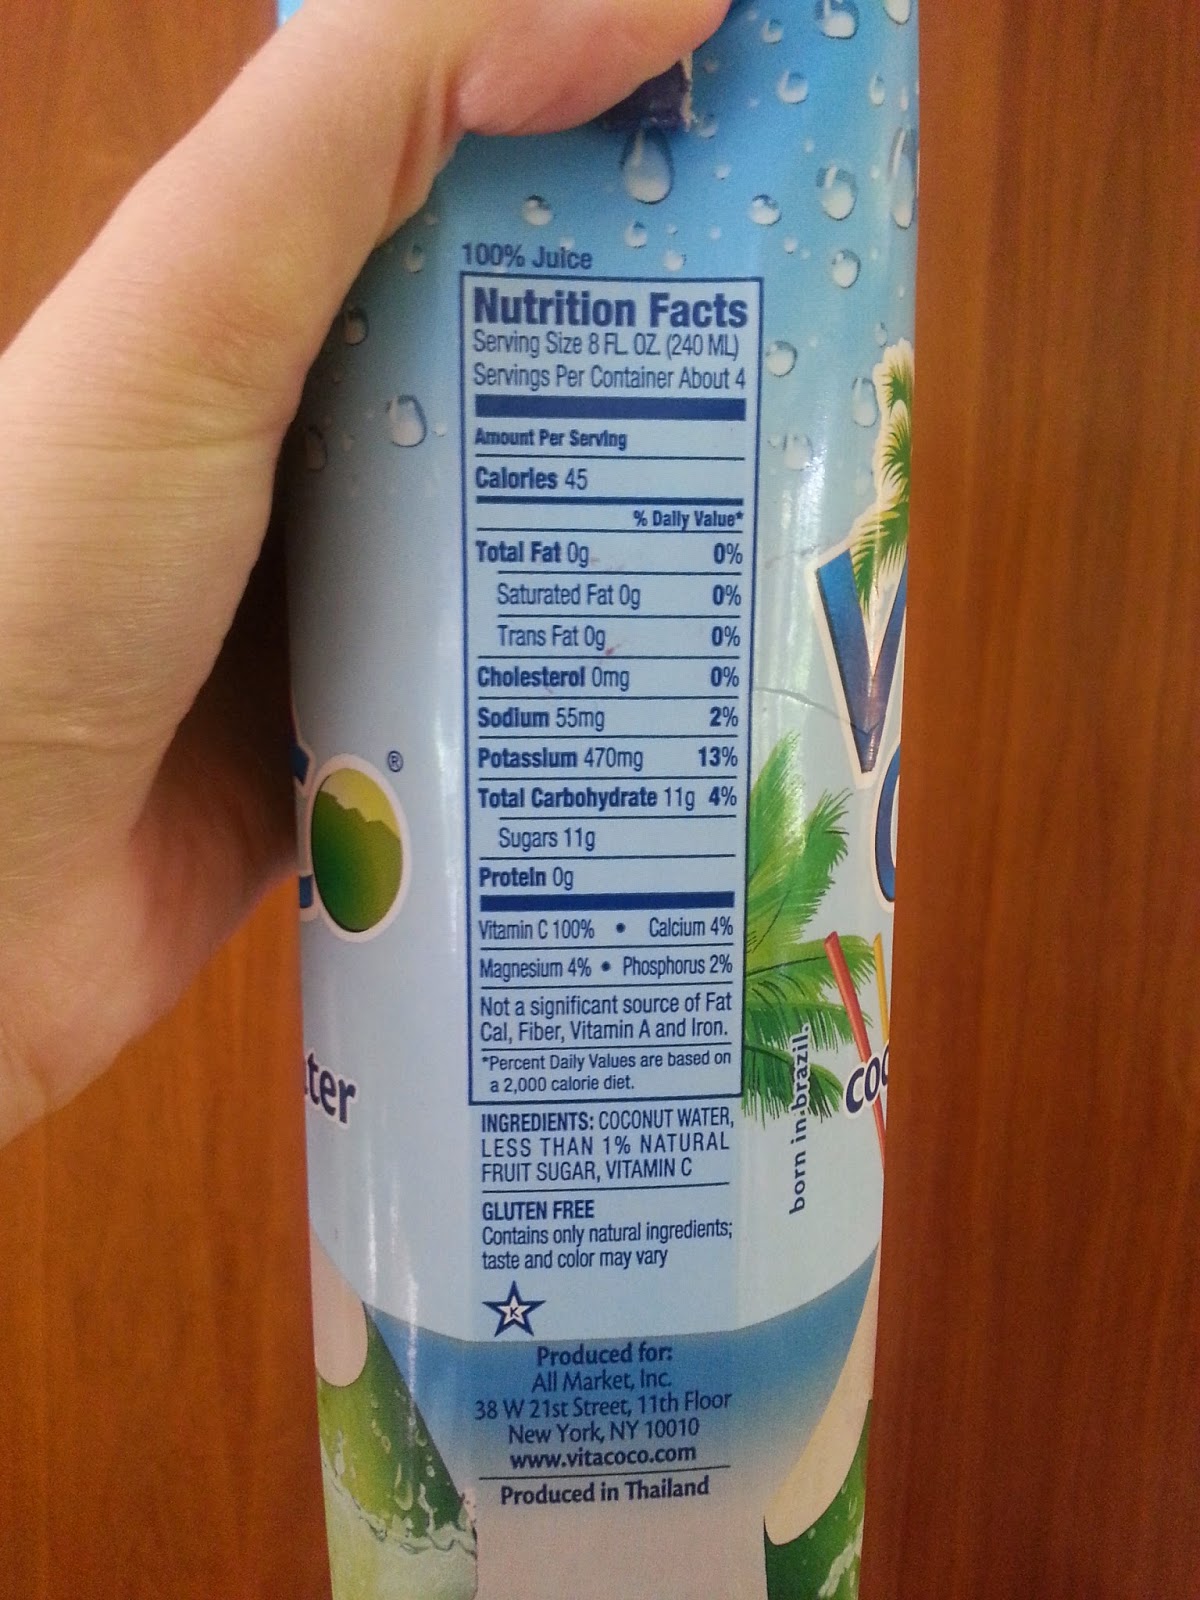 100% Juice
Nutrition Facts
Serving Size 8 FL. OZ. (240 ML)
Servings Per Container About 4
Amount Per Serving
Calories 45
% Daily Value*
Total Fat 0g 0%
Saturated Fat 0g 0%
Trans Fat 0g 0%
Cholesterol 0mg 0%
Sodium 55mg 2%
Potassium 470mg 13%
Total Carbohydrate 11g 4%
Sugars 11g
Protein 0g
Vitamin C 100% • Calcium 4%
Magnesium 4% • Phosphorus 2%
Not a significant source of Fat
Cal, Fiber, Vitamin A and Iron.
*Percent Daily Values are based on
a 2,000 calorie diet.
INGREDIENTS: COCONUT WATER,
LESS THAN 1% NATURAL
FRUIT SUGAR, VITAMIN C
GLUTEN FREE
Contains only natural ingredients;
taste and color may vary
K
Produced for:
All Market, Inc.
38 W 21st Street, 11th Floor
New York, NY 10010
www.vitacoco.com
Produced in Thailand
®
ter
V
coc
born in brazil.